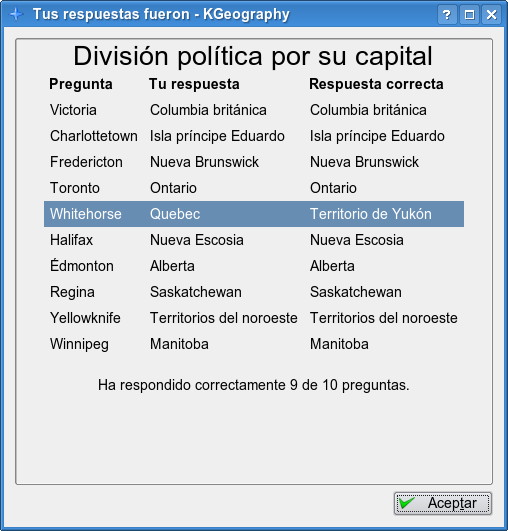 Tus respuestas fueron - KGeography
División política por su capital
Pregunta Tu respuesta Respuesta correcta
Victoria Columbia británica Columbia británica
Charlottetown Isla príncipe Eduardo Isla príncipe Eduardo
Fredericton Nueva Brunswick Nueva Brunswick
Toronto Ontario Ontario
Whitehorse Quebec Territorio de Yukón
Halifax Nueva Escosia Nueva Escosia
Édmonton Alberta Alberta
Regina Saskatchewan Saskatchewan
Yellowknife Territorios del noroeste Territorios del noroeste
Winnipeg Manitoba Manitoba
Ha respondido correctamente 9 de 10 preguntas.
Aceptar